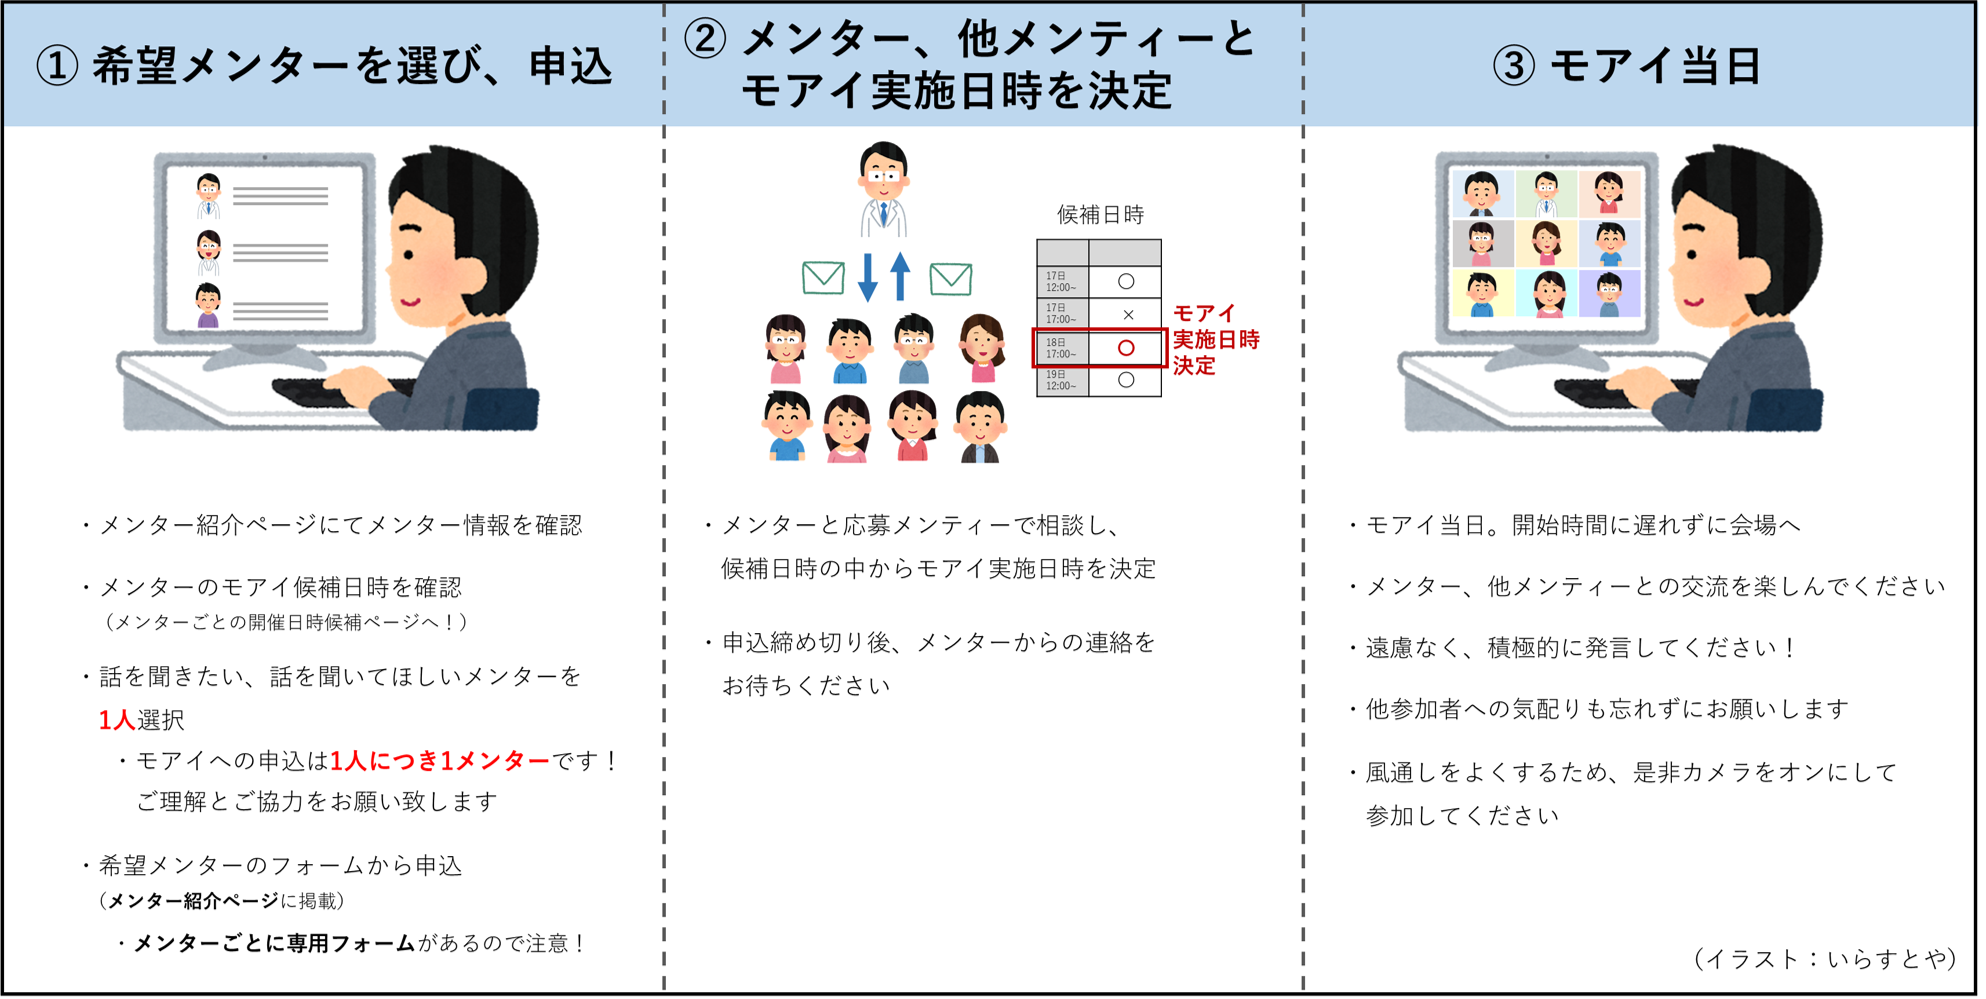 ① 希望メンターを選び、申込
・メンター紹介ページにてメンター情報を確認
・メンターのモアイ候補日時を確認
（メンターごとの開催日時候補ページへ！）
・話を聞きたい、話を聞いてほしいメンターを
1人選択
・モアイへの申込は1人につき1メンターです！
ご理解とご協力をお願い致します
・希望メンターのフォームから申込
（メンター紹介ページに掲載）
・メンターごとに専用フォームがあるので注意！
② メンター、他メンティーと
モアイ実施日時を決定
候補日時
17日
12:00~ ○
17日
17:00~ ×
18日
17:00~ ○
19日
12:00~ ○
モアイ
実施日時
決定
・メンターと応募メンティーで相談し、
候補日時の中からモアイ実施日時を決定
・申込締め切り後、メンターからの連絡を
お待ちください
③ モアイ当日
・モアイ当日。開始時間に遅れずに会場へ
・メンター、他メンティーとの交流を楽しんでください
・遠慮なく、積極的に発言してください！
・他参加者への気配りも忘れずにお願いします
・風通しをよくするため、是非カメラをオンにして
参加してください
（イラスト：いらすとや）